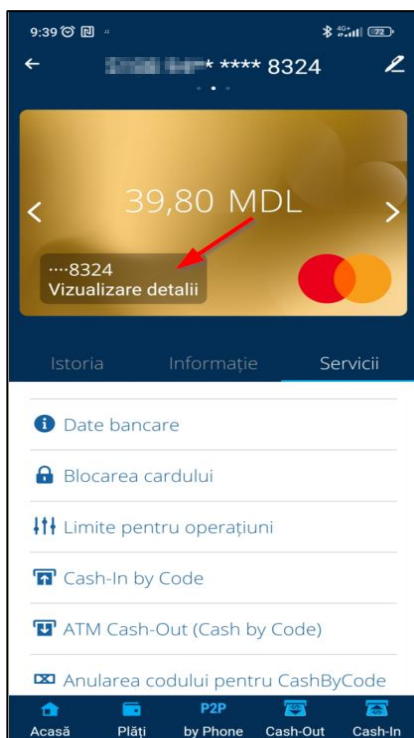 9:39
4G+
72
* **** 8324
39,80 MDL
····8324
Vizualizare detalii
Istoria Informație Servicii
Date bancare
Blocarea cardului
Limite pentru operațiuni
Cash-In by Code
ATM Cash-Out (Cash by Code)
Anularea codului pentru CashByCode
P2P
Acasă Plăți by Phone Cash-Out Cash-In